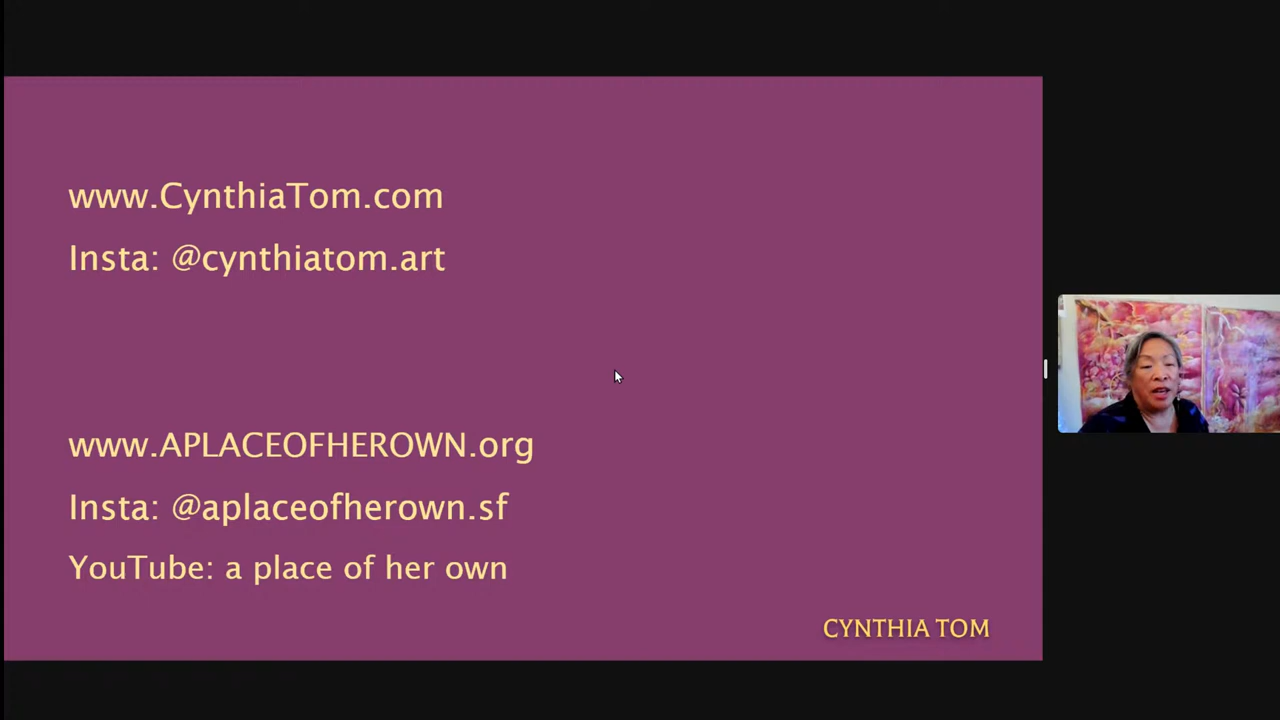 www.CynthiaTom.com
Insta: @cynthiatom.art
www.APLACEOFHEROWN.org
Insta: @aplaceofherown.sf
YouTube: a place of her own
CYNTHIA TOM